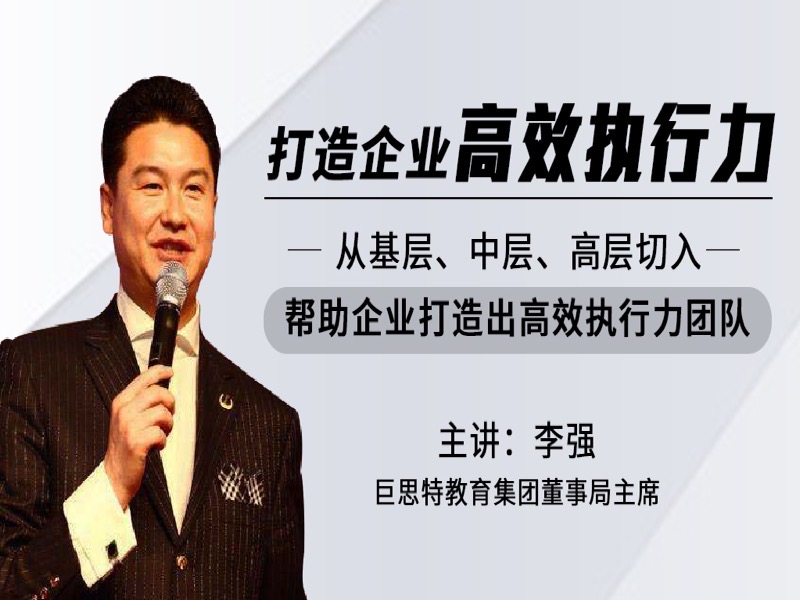 打造企业高效执行力
— 从基层、中层、高层切入 —
帮助企业打造出高效执行力团队
主讲：李强
巨思特教育集团董事局主席